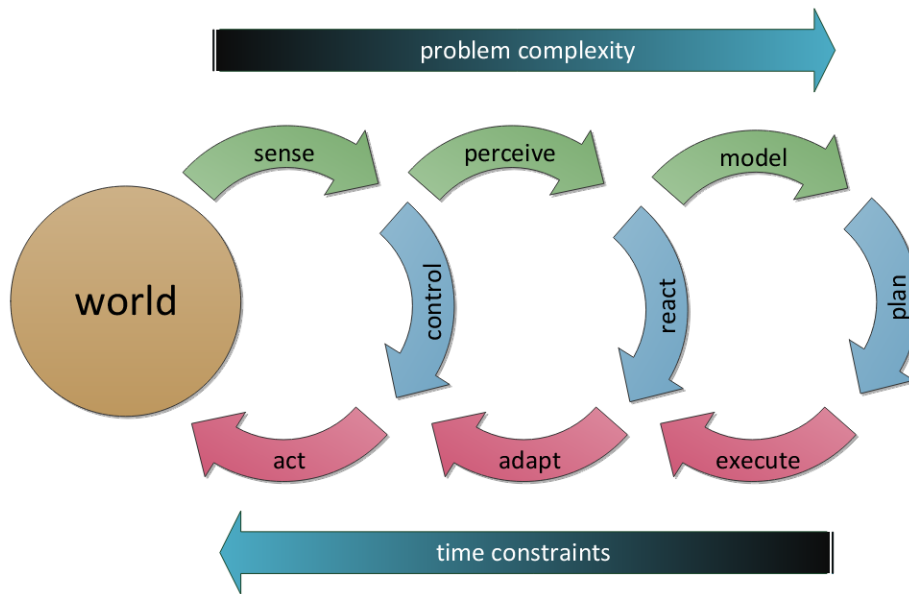 problem complexity
sense
perceive
model
world
control
react
plan
act
adapt
execute
time constraints